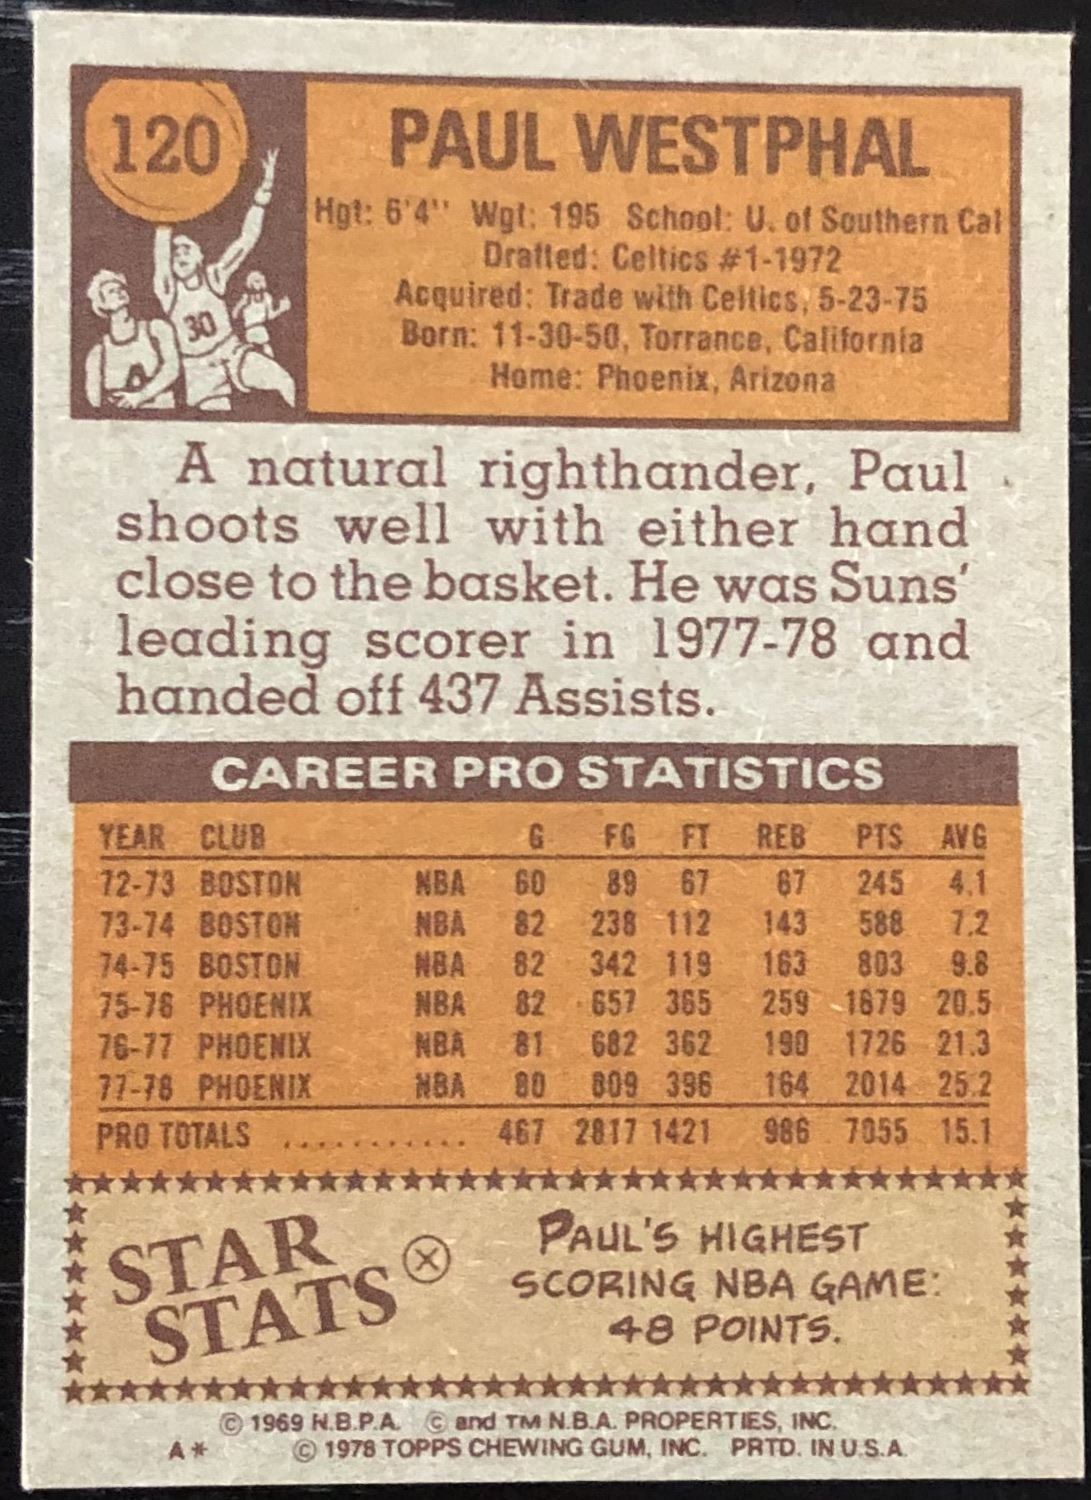 120
PAUL WESTPHAL
Hgt: 6'4'' Wgt: 195 School: U. of Southern Cal
Drafted: Celtics #1-1972
Acquired: Trade with Celtics, 5-23-75
Born: 11-30-50, Torrance, California
Home: Phoenix, Arizona
30
A natural righthander, Paul
shoots well with either hand
close to the basket. He was Suns'
leading scorer in 1977-78 and
handed off 437 Assists.
CAREER PRO STATISTICS
YEAR CLUB G FG FT REB PTS AVG
72-73 BOSTON NBA 60 89 67 67 245 4.1
73-74 BOSTON NBA 82 238 112 143 588 7.2
74-75 BOSTON NBA 82 342 119 163 803 9.8
75-76 PHOENIX NBA 82 657 365 259 1679 20.5
76-77 PHOENIX NBA 81 682 362 190 1726 21.3
77-78 PHOENIX NBA 80 809 396 164 2014 25.2
PRO TOTALS ........... 467 2817 1421 986 7055 15.1
STAR
STATS
PAUL'S HIGHEST
SCORING NBA GAME:
48 POINTS.
© 1969 N.B.P.A. © and TM N.B.A. PROPERTIES, INC.
A* © 1978 TOPPS CHEWING GUM, INC. PRTD. IN U.S.A.